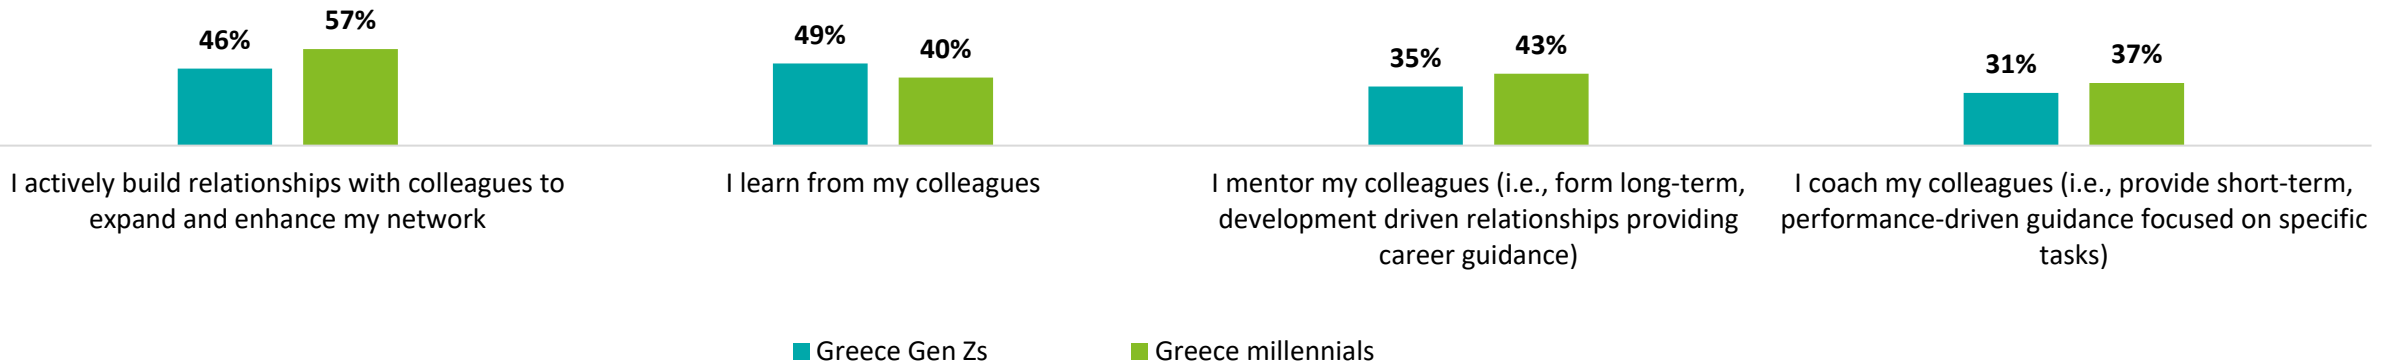 46%
57%
49%
40%
35%
43%
31%
37%
I actively build relationships with colleagues to
expand and enhance my network
I learn from my colleagues
I mentor my colleagues (i.e., form long-term,
development driven relationships providing
career guidance)
I coach my colleagues (i.e., provide short-term,
performance-driven guidance focused on specific
tasks)
Greece Gen Zs
Greece millennials